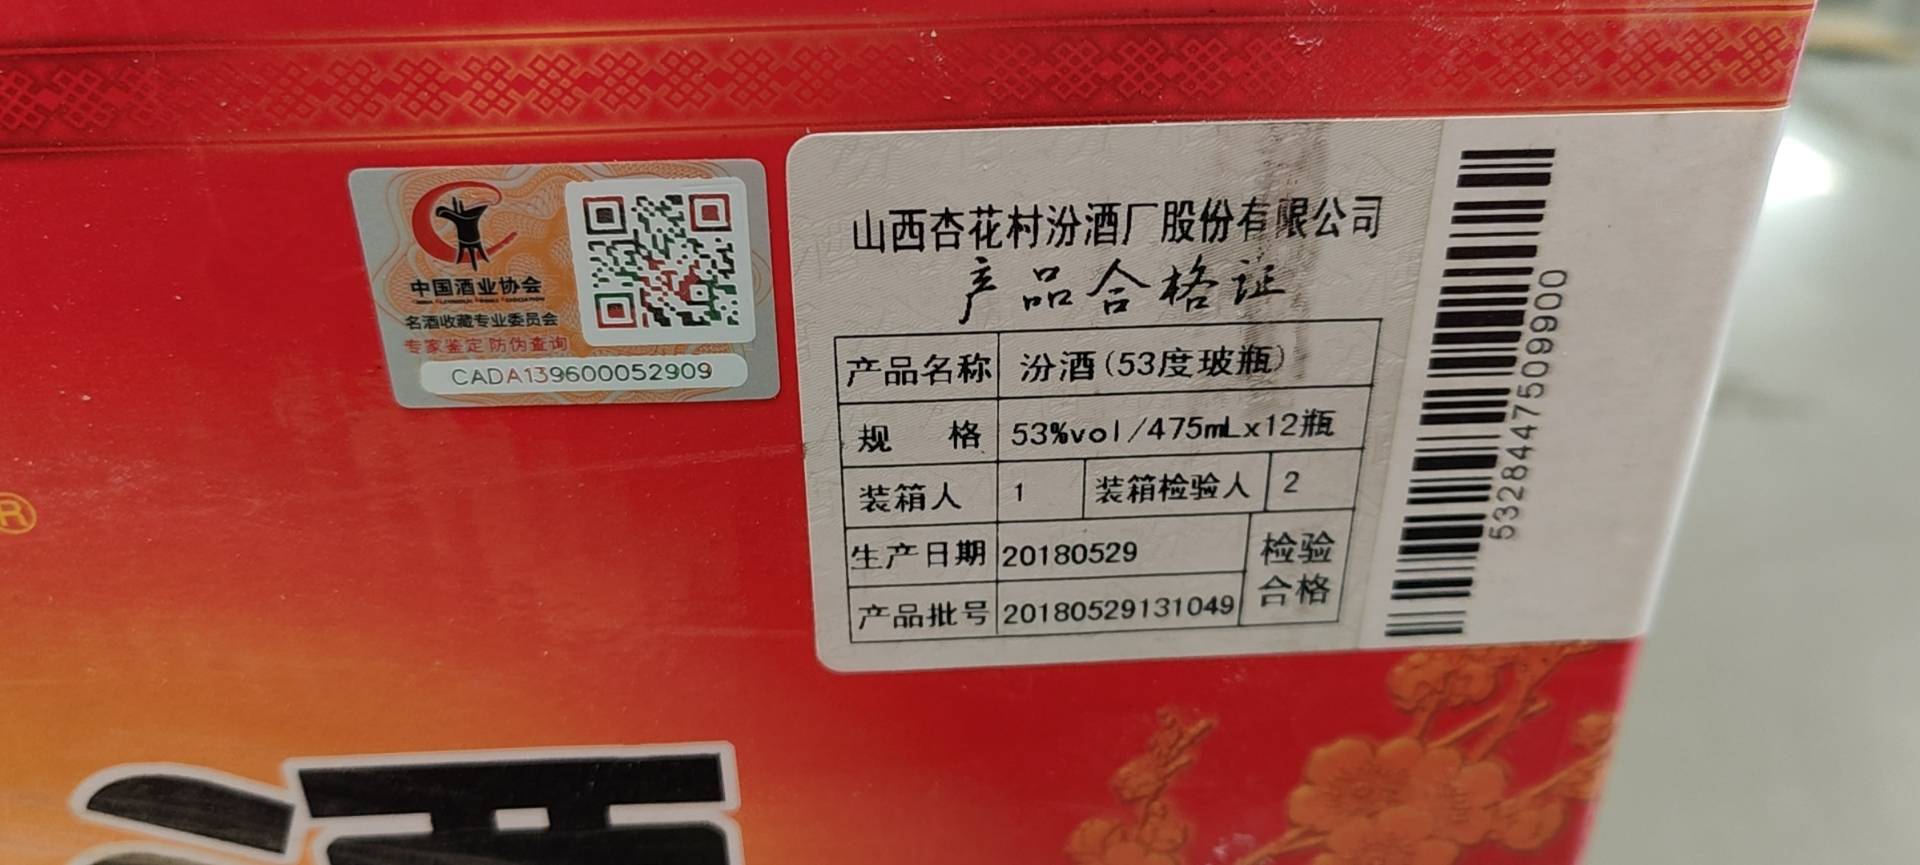 中国酒业协会
名酒收藏专业委员会
专家鉴定 防伪查询
CADA139600052909
山西杏花村汾酒厂股份有限公司
产品合格证
产品名称 汾酒(53度玻瓶)
规 格 53%vol/475mLx12瓶
装箱人 1 装箱检验人 2
生产日期 20180529
产品批号 20180529131049
检验
合格
5328447509900
®
酒